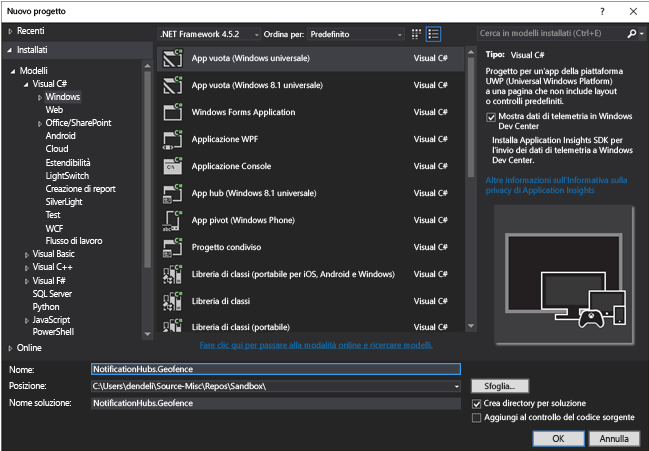 Nuovo progetto
? ×
Recenti
Installati
.NET Framework 4.5.2 Ordina per: Predefinito
Cerca in modelli installati (Ctrl+E)
Modelli
Visual C#
Windows
Web
Office/SharePoint
Android
Cloud
Estendibilità
LightSwitch
Creazione di report
SilverLight
Test
WCF
Flusso di lavoro
Visual Basic
Visual C++
Visual F#
SQL Server
Python
JavaScript
PowerShell
Online
App vuota (Windows universale) Visual C#
App vuota (Windows 8.1 universale) Visual C#
Windows Forms Application Visual C#
Applicazione WPF Visual C#
Applicazione Console Visual C#
App hub (Windows 8.1 universale) Visual C#
App pivot (Windows Phone) Visual C#
Progetto condiviso Visual C#
Libreria di classi (portabile per iOS, Android e Windows) Visual C#
Libreria di classi Visual C#
Libreria di classi (portabile) Visual C#
Fare clic qui per passare alla modalità online e ricercare modelli.
Tipo: Visual C#
Progetto per un'app della piattaforma
UWP (Universal Windows Platform)
a una pagina che non include layout
o controlli predefiniti.
Mostra dati di telemetria in Windows
Dev Center
Installa Application Insights SDK per
l'invio dei dati di telemetria a Windows
Dev Center.
Altre informazioni sull'Informativa sulla
privacy di Application Insights
Nome: NotificationHubs.Geofence
Posizione: C:\Users\dendeli\Source-Misc\Repos\Sandbox\
Sfoglia...
Nome soluzione: NotificationHubs.Geofence
Crea directory per soluzione
Aggiungi al controllo del codice sorgente
OK Annulla